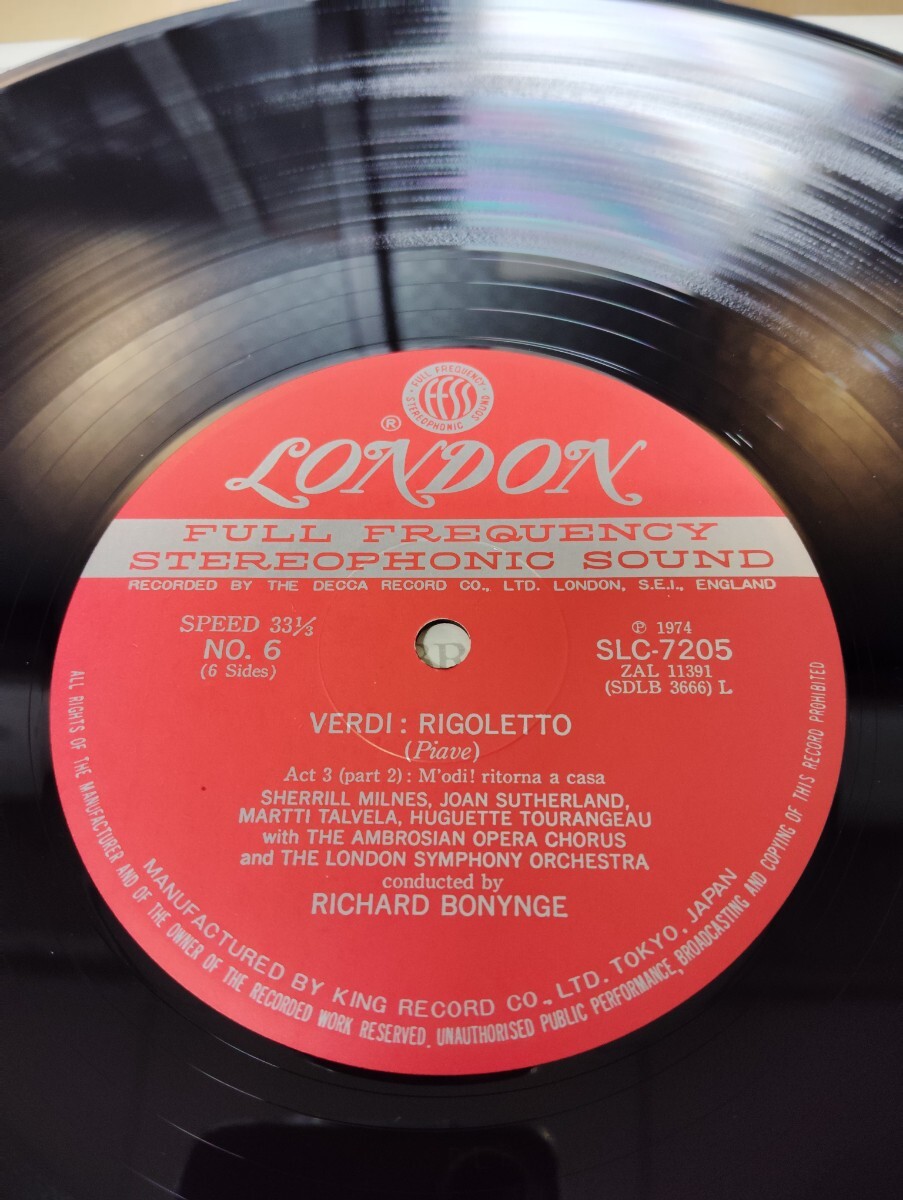 FULL FREQUENCY
FFSS
STEREOPHONIC SOUND
®
LONDON
FULL FREQUENCY
STEREOPHONIC SOUND
RECORDED BY THE DECCA RECORD CO., LTD. LONDON, S.E.I., ENGLAND
SPEED 33⅓
NO. 6
(6 Sides)
℗ 1974
SLC-7205
ZAL 11391
(SDLB 3666) L
VERDI : RIGOLETTO
(Piave)
Act 3 (part 2) : M'odi! ritorna a casa
SHERRILL MILNES, JOAN SUTHERLAND,
MARTTI TALVELA, HUGUETTE TOURANGEAU
with THE AMBROSIAN OPERA CHORUS
and THE LONDON SYMPHONY ORCHESTRA
conducted by
RICHARD BONYNGE
MANUFACTURED BY KING RECORD CO., LTD. TOKYO, JAPAN
ALL RIGHTS OF THE MANUFACTURER AND OF THE OWNER OF THE RECORDED WORK RESERVED. UNAUTHORISED PUBLIC PERFORMANCE, BROADCASTING AND COPYING OF THIS RECORD PROHIBITED